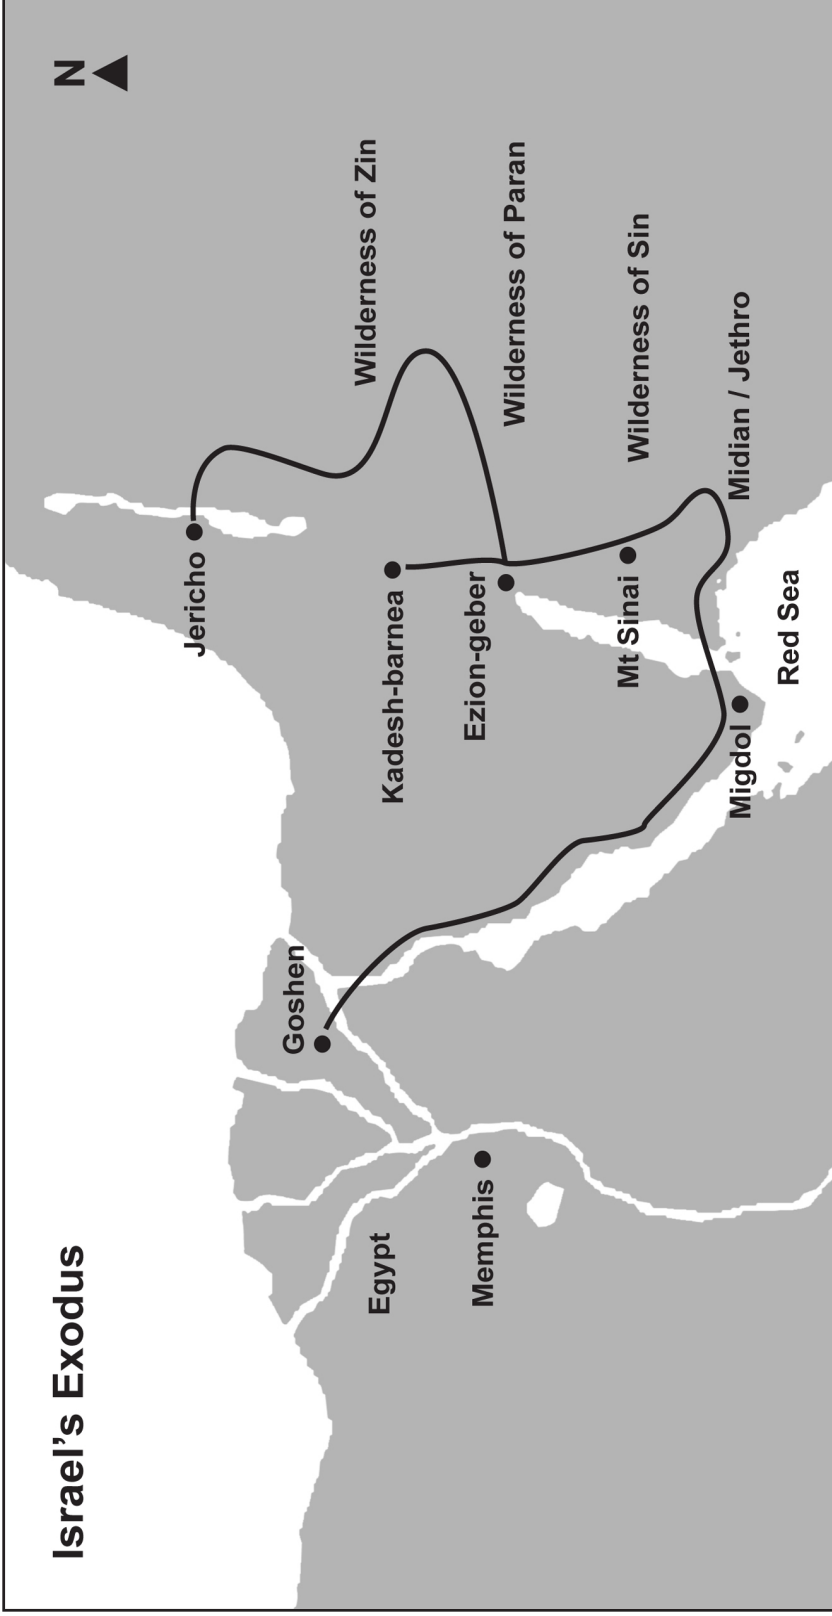 Israel's Exodus
N
Jericho
Wilderness of Zin
Goshen
Kadesh-barnea
Egypt
Ezion-geber
Wilderness of Paran
Memphis
Mt Sinai
Wilderness of Sin
Migdol
Midian / Jethro
Red Sea